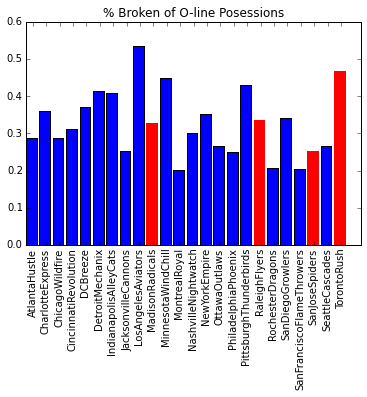 % Broken of O-line Posessions
0.6
0.5
0.4
0.3
0.2
0.1
0.0
AtlantaHustle
CharlotteExpress
ChicagoWildfire
CincinnatiRevolution
DCBreeze
DetroitMechanix
IndianapolisAlleyCats
JacksonvilleCannons
LosAngelesAviators
MadisonRadicals
MinnesotaWindChill
MontrealRoyal
NashvilleNightwatch
NewYorkEmpire
OttawaOutlaws
PhiladelphiaPhoenix
PittsburghThunderbirds
RaleighFlyers
RochesterDragons
SanDiegoGrowlers
SanFranciscoFlameThrowers
SanJoseSpiders
SeattleCascades
TorontoRush